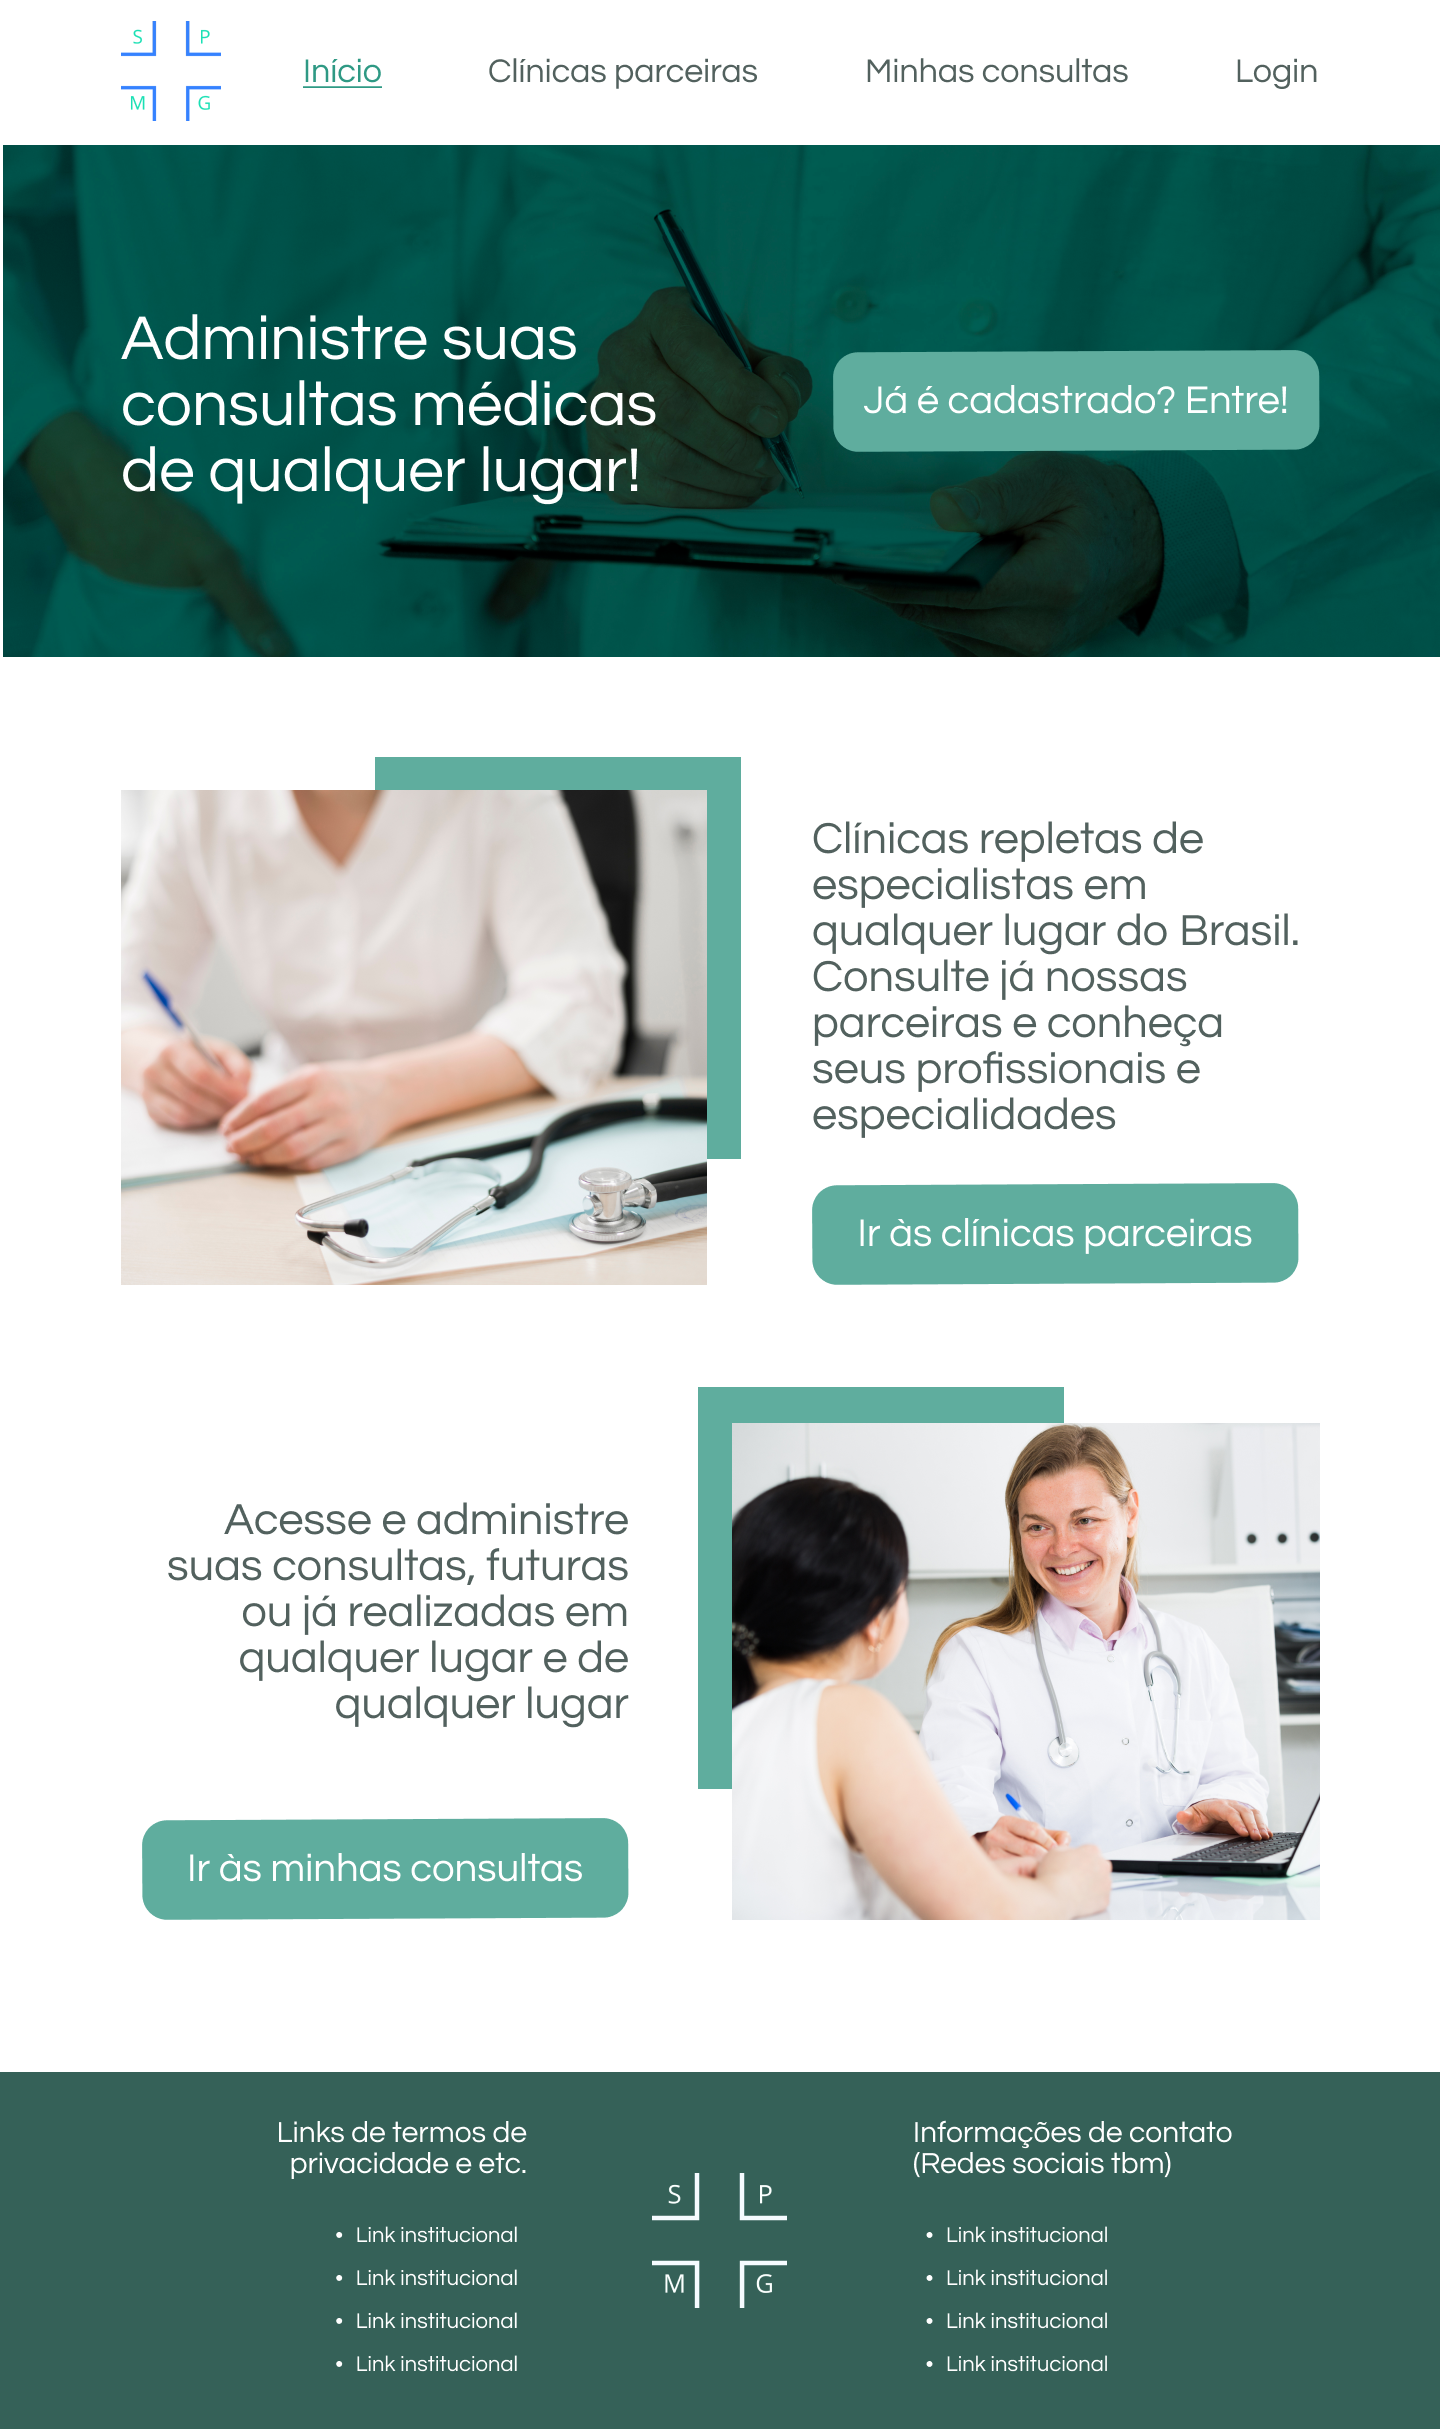 S P
M G
Início
Clínicas parceiras
Minhas consultas
Login
Administre suas
consultas médicas
de qualquer lugar!
Já é cadastrado? Entre!
Clínicas repletas de
especialistas em
qualquer lugar do Brasil.
Consulte já nossas
parceiras e conheça
seus profissionais e
especialidades
Ir às clínicas parceiras
Acesse e administre
suas consultas, futuras
ou já realizadas em
qualquer lugar e de
qualquer lugar
Ir às minhas consultas
Links de termos de
privacidade e etc.
• Link institucional
• Link institucional
• Link institucional
• Link institucional
S P
M G
Informações de contato
(Redes sociais tbm)
• Link institucional
• Link institucional
• Link institucional
• Link institucional